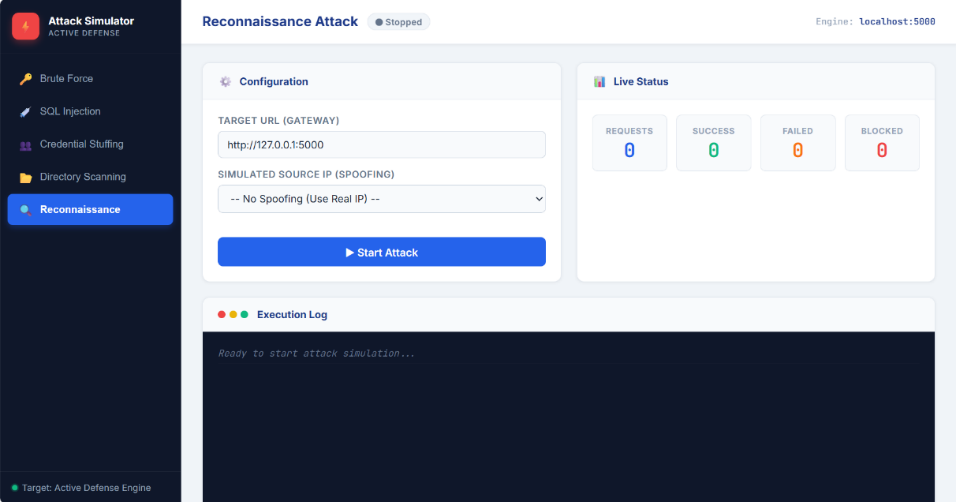 Attack Simulator
ACTIVE DEFENSE
Brute Force
SQL Injection
Credential Stuffing
Directory Scanning
Reconnaissance
Target: Active Defense Engine
Reconnaissance Attack
Stopped
Engine: localhost:5000
Configuration
TARGET URL (GATEWAY)
http://127.0.0.1:5000
SIMULATED SOURCE IP (SPOOFING)
-- No Spoofing (Use Real IP) --
Start Attack
Live Status
REQUESTS
0
SUCCESS
0
FAILED
0
BLOCKED
0
Execution Log
Ready to start attack simulation...